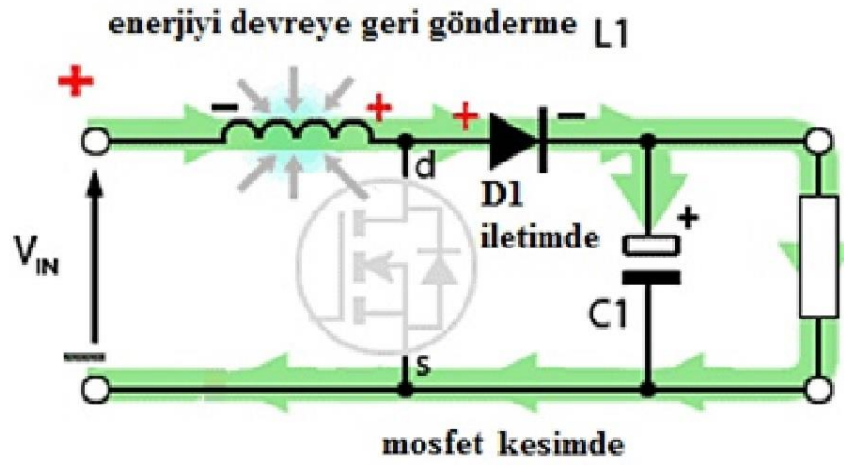 enerjiyi devreye geri gönderme L1
+
- + + -
d
D1
iletimde
+
VIN
C1
-
s
mosfet kesimde